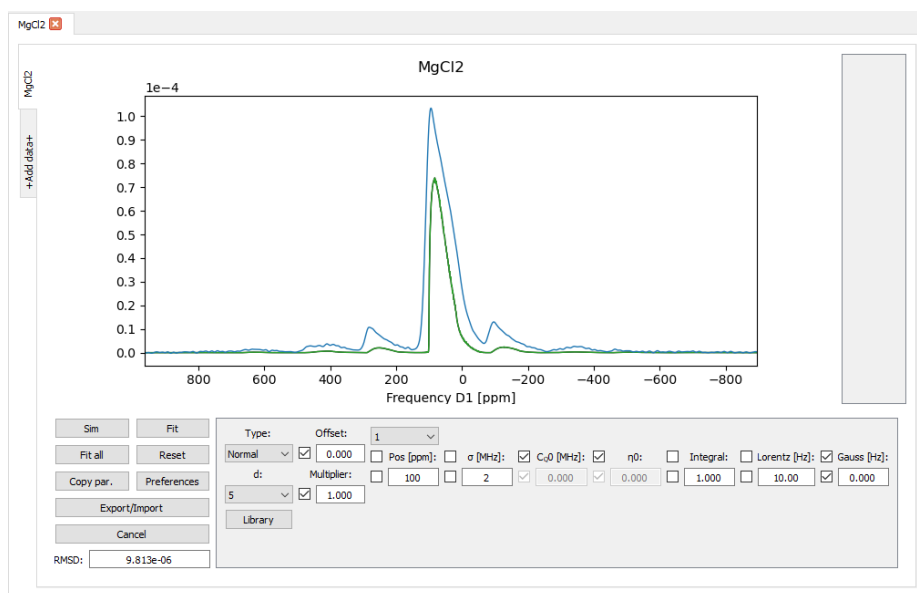 MgCl2
MgCl2
+Add data+
MgCl2
1e−4
1.0
0.9
0.8
0.7
0.6
0.5
0.4
0.3
0.2
0.1
0.0
800 600 400 200 0 −200 −400 −600 −800
Frequency D1 [ppm]
Sim Fit
Fit all Reset
Copy par. Preferences
Export/Import
Cancel
RMSD: 9.813e-06
Type: Offset: 1
Normal 0.000 Pos [ppm]: σ [MHz]: CQ0 [MHz]: η0: Integral: Lorentz [Hz]: Gauss [Hz]:
d: Multiplier: 100 2 0.000 0.000 1.000 10.00 0.000
5 1.000
Library